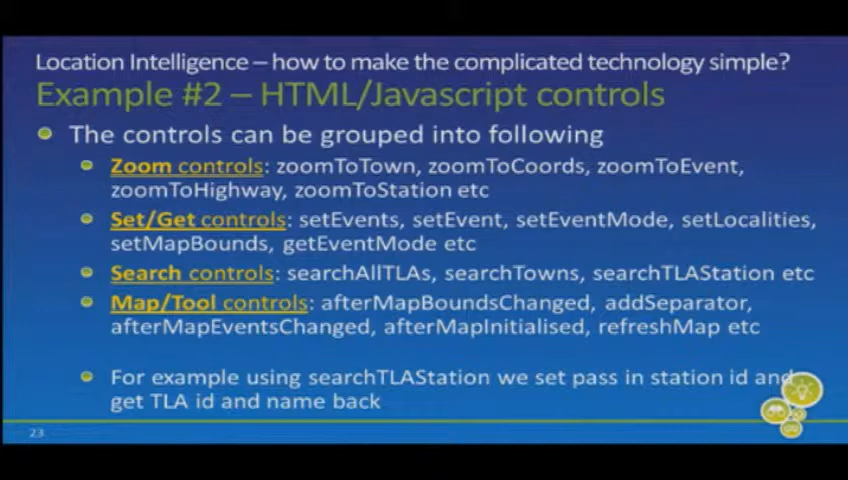 Location Intelligence – how to make the complicated technology simple?
Example #2 – HTML/Javascript controls
The controls can be grouped into following
Zoom controls: zoomToTown, zoomToCoords, zoomToEvent,
zoomToHighway, zoomToStation etc
Set/Get controls: setEvents, setEvent, setEventMode, setLocalities,
setMapBounds, getEventMode etc
Search controls: searchAllTLAs, searchTowns, searchTLAStation etc
Map/Tool controls: afterMapBoundsChanged, addSeparator,
afterMapEventsChanged, afterMapInitialised, refreshMap etc
For example using searchTLAStation we set pass in station id and
get TLA id and name back
23